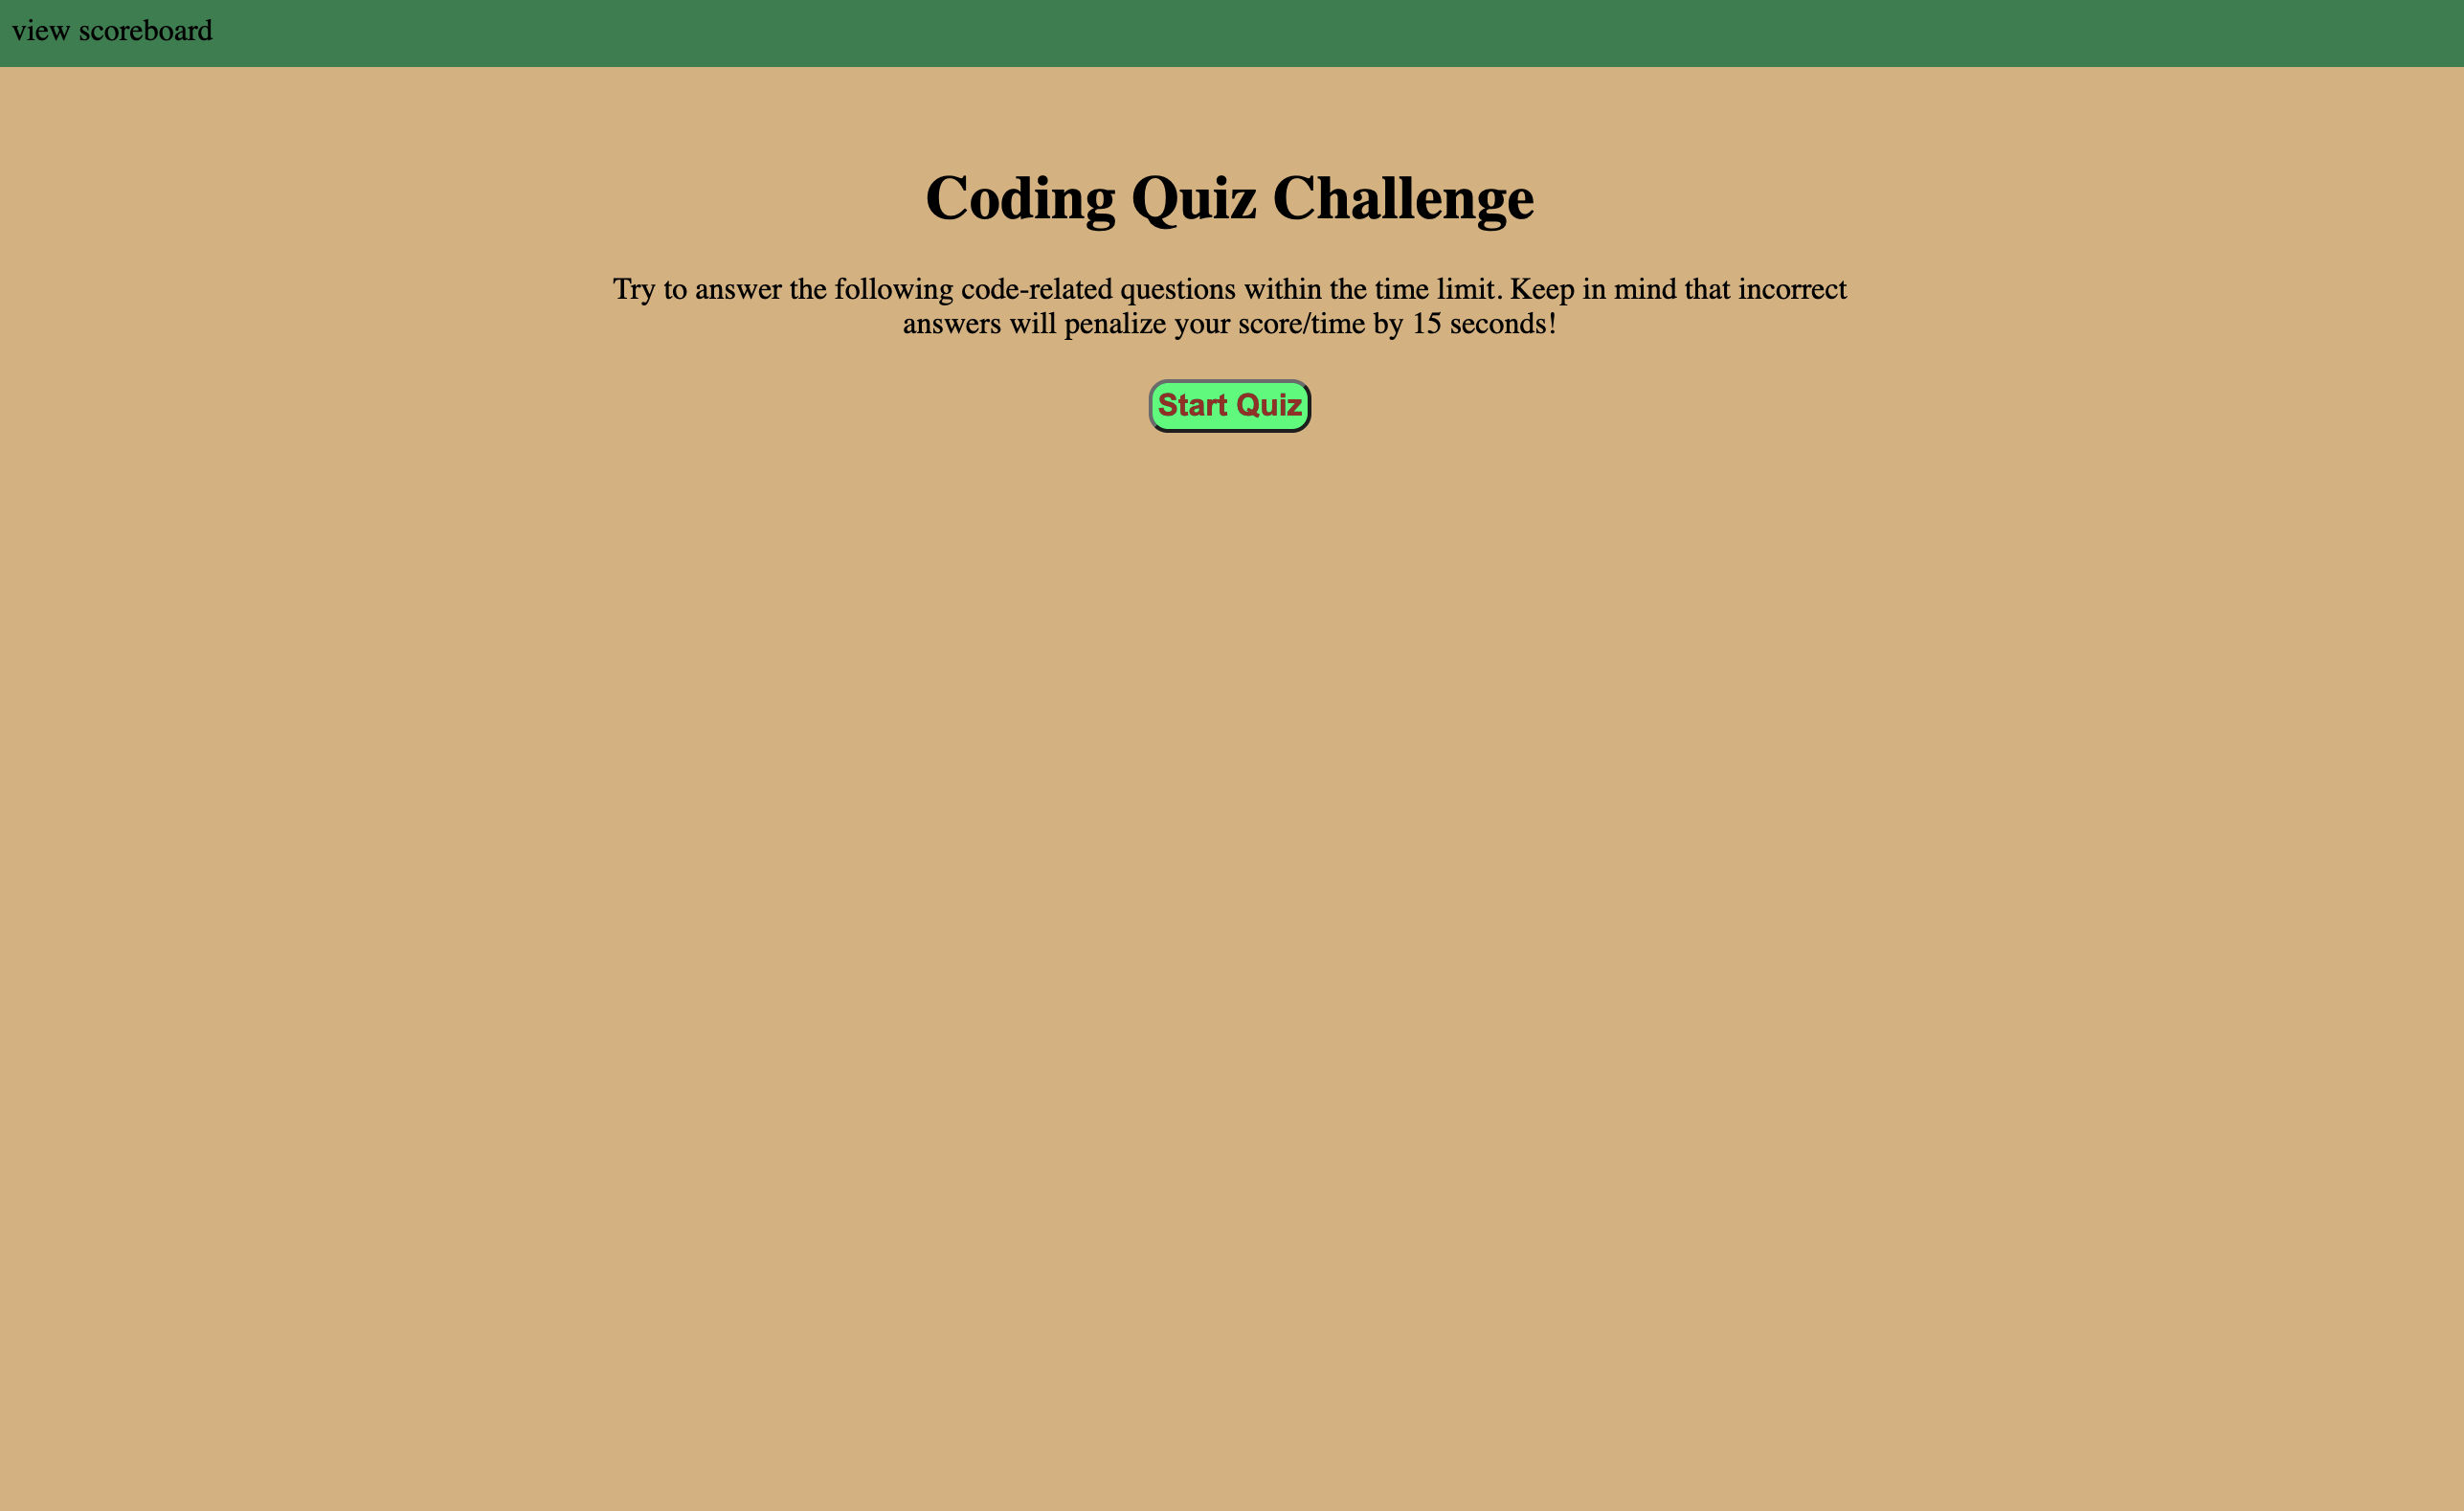 view scoreboard
Coding Quiz Challenge
Try to answer the following code-related questions within the time limit. Keep in mind that incorrect
answers will penalize your score/time by 15 seconds!
Start Quiz